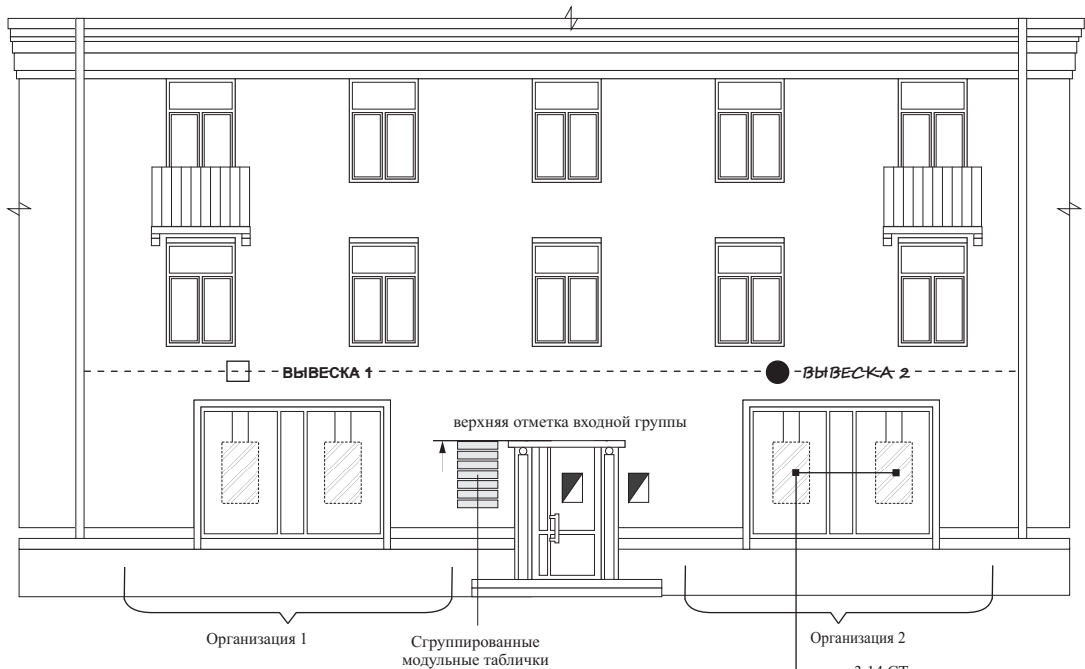 ВЫВЕСКА 1
ВЫВЕСКА 2
верхняя отметка входной группы
Организация 1
Сгруппированные
модульные таблички
Организация 2